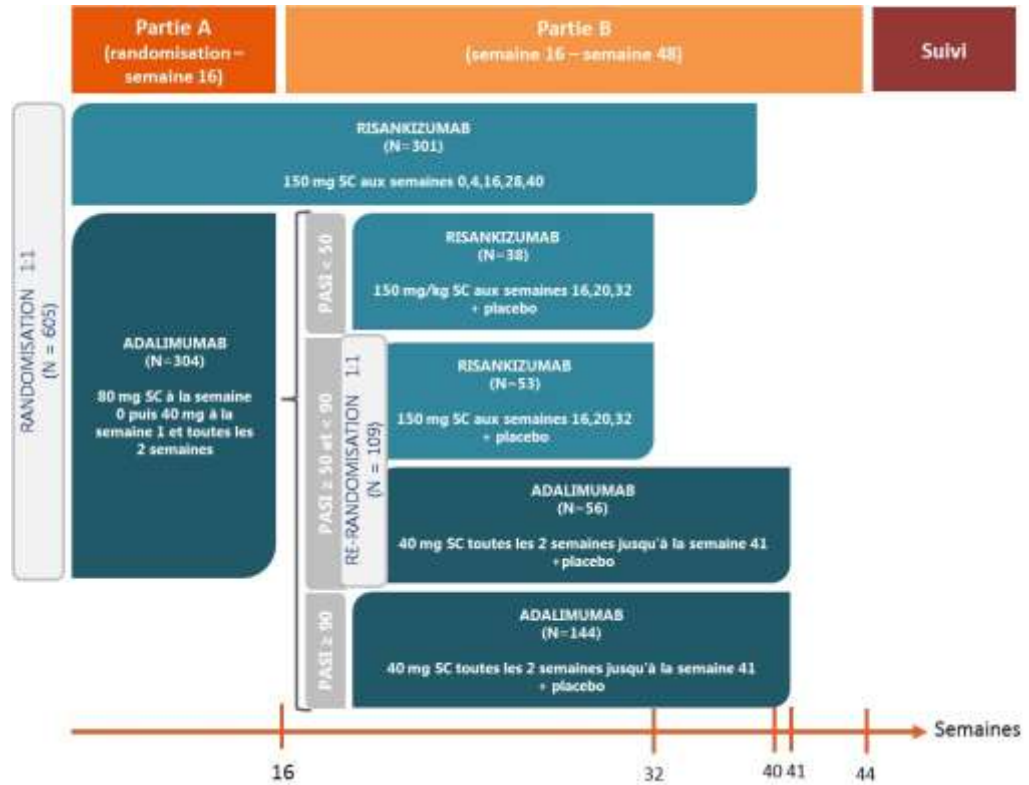 Partie A
(randomisation –
semaine 16)
Partie B
(semaine 16 – semaine 48)
Suivi
RANDOMISATION 1:1
(N = 605)
RISANKIZUMAB
(N=301)
150 mg SC aux semaines 0,4,16,28,40
ADALIMUMAB
(N=304)
80 mg SC à la semaine
0 puis 40 mg à la
semaine 1 et toutes les
2 semaines
PASI < 50
RISANKIZUMAB
(N=38)
150 mg/kg SC aux semaines 16,20,32
+ placebo
PASI ≥ 50 et < 90
RE-RANDOMISATION 1:1
(N = 109)
RISANKIZUMAB
(N=53)
150 mg SC aux semaines 16,20,32
+ placebo
ADALIMUMAB
(N=56)
40 mg SC toutes les 2 semaines jusqu'à la semaine 41
+placebo
PASI ≥ 90
ADALIMUMAB
(N=144)
40 mg SC toutes les 2 semaines jusqu'à la semaine 41
+ placebo
Semaines
16
32
40 41
44